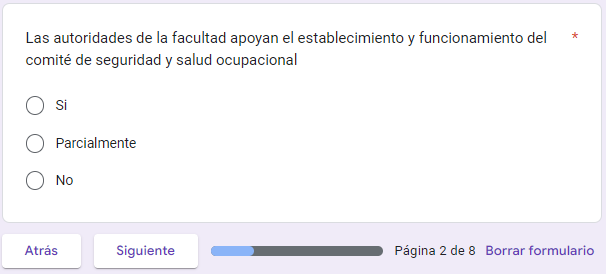 Las autoridades de la facultad apoyan el establecimiento y funcionamiento del *
comité de seguridad y salud ocupacional
Si
Parcialmente
No
Atrás Siguiente Página 2 de 8 Borrar formulario